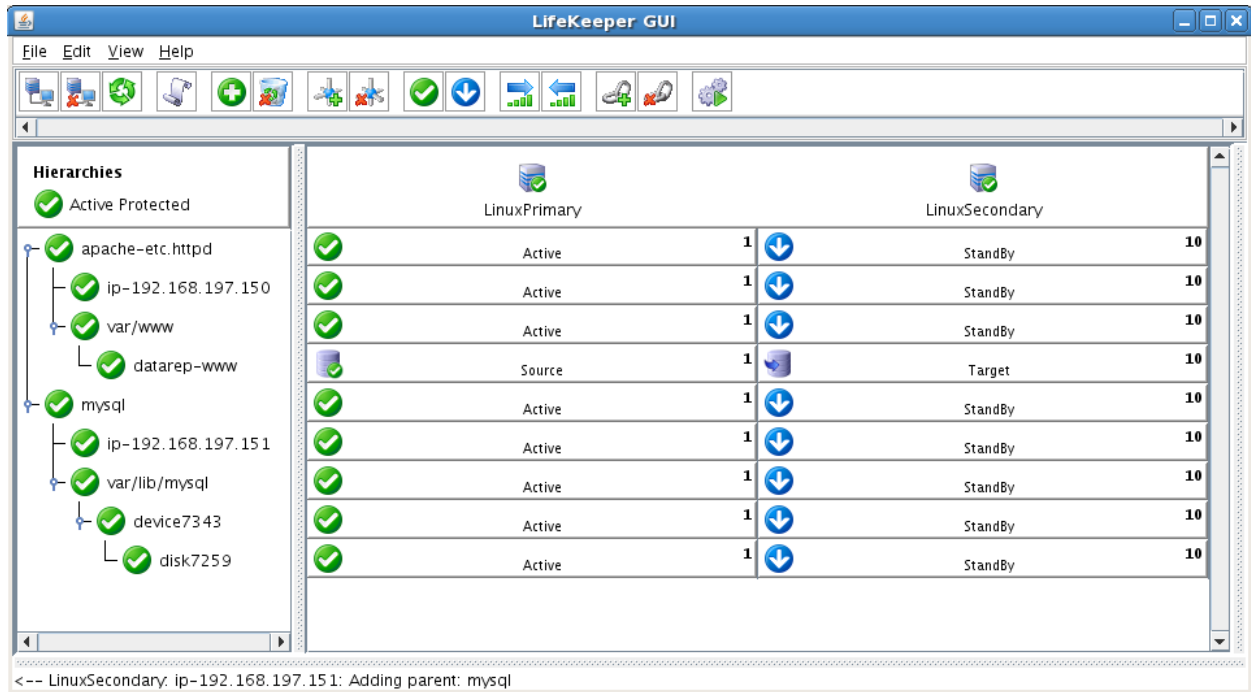 LifeKeeper GUI
File Edit View Help
Hierarchies
Active Protected
LinuxPrimary LinuxSecondary
apache-etc.httpd Active 1 StandBy 10
ip-192.168.197.150 Active 1 StandBy 10
var/www Active 1 StandBy 10
datarep-www Source 1 Target 10
mysql Active 1 StandBy 10
ip-192.168.197.151 Active 1 StandBy 10
var/lib/mysql Active 1 StandBy 10
device7343 Active 1 StandBy 10
disk7259 Active 1 StandBy 10
<-- LinuxSecondary: ip-192.168.197.151: Adding parent: mysql